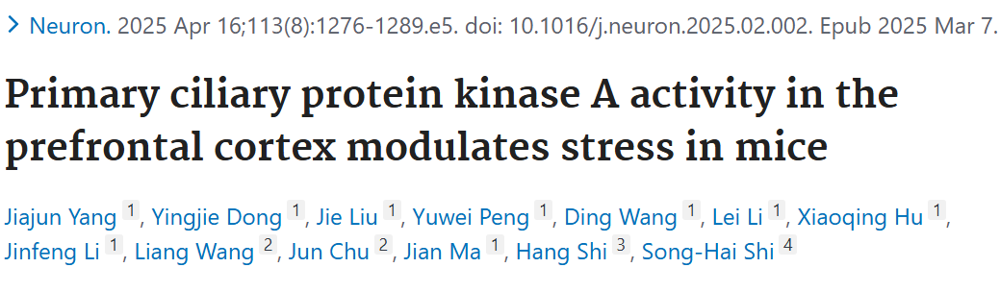 Neuron. 2025 Apr 16;113(8):1276-1289.e5. doi: 10.1016/j.neuron.2025.02.002. Epub 2025 Mar 7.
Primary ciliary protein kinase A activity in the
prefrontal cortex modulates stress in mice
Jiajun Yang 1, Yingjie Dong 1, Jie Liu 1, Yuwei Peng 1, Ding Wang 1, Lei Li 1, Xiaoqing Hu 1,
Jinfeng Li 1, Liang Wang 2, Jun Chu 2, Jian Ma 1, Hang Shi 3, Song-Hai Shi 4